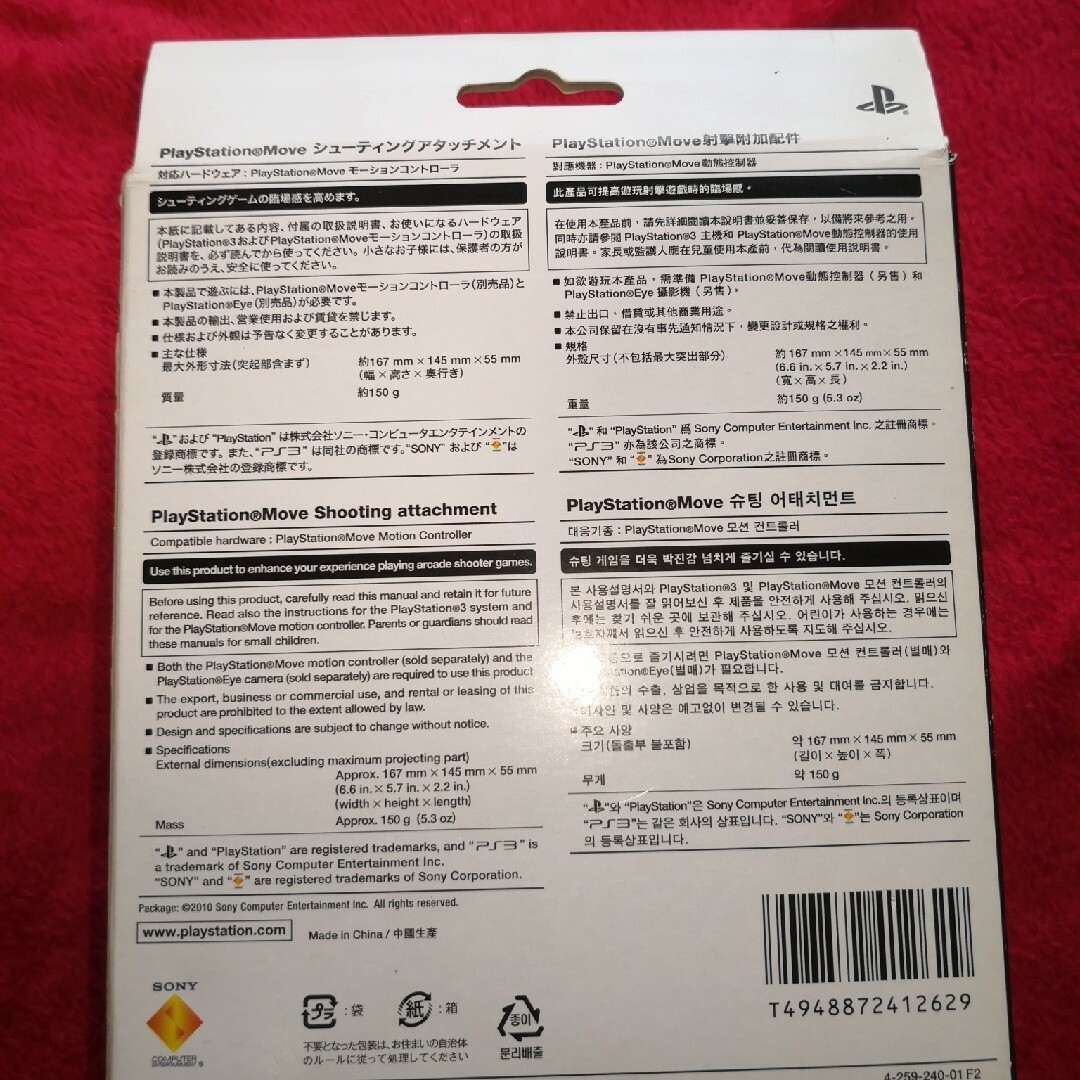 PlayStation®Move シューティングアタッチメント
対応ハードウェア：PlayStation®Move モーションコントローラ
シューティングゲームの臨場感を高めます。
本紙に記載してある内容、付属の取扱説明書、お使いになるハードウェア
(PlayStation®3およびPlayStation®Moveモーションコントローラ)の取扱
説明書を、必ず読んでから使ってください。小さなお子様には、保護者の方が
お読みのうえ、安全に使ってください。
■ 本製品で遊ぶには、PlayStation®Moveモーションコントローラ(別売品)と
PlayStation®Eye(別売品)が必要です。
■ 本製品の輸出、営業使用および賃貸を禁じます。
■ 仕様および外観は予告なく変更することがあります。
■ 主な仕様
最大外形寸法(突起部含まず) 約167 mm × 145 mm × 55 mm
(幅 × 高さ × 奥行き)
質量 約150 g
" " および "PlayStation" は株式会社ソニー・コンピュータエンタテインメントの
登録商標です。また、"PS3" は同社の商標です。"SONY" および " "は
ソニー株式会社の登録商標です。
PlayStation®Move射擊附加配件
對應機器：PlayStation®Move動態控制器
此產品可提高遊玩射擊遊戲時的臨場感。
在使用本產品前，請先詳細閱讀本說明書並妥善保存，以備將來參考之用。
同時亦請參閱 PlayStation®3 主機和 PlayStation®Move動態控制器的使用
說明書。家長或監護人應在兒童使用本產前，代為閱讀使用說明書。
■ 如欲遊玩本產品，需準備 PlayStation®Move動態控制器（另售）和
PlayStation®Eye 攝影機（另售）。
■ 禁止出口、借貸或其他商業用途。
■ 本公司保留在沒有事先通知情況下，變更設計或規格之權利。
■ 規格
外殼尺寸(不包括最大突出部分) 約 167 mm ×145 mm× 55 mm
(6.6 in. × 5.7 in. × 2.2 in.)
(寬 × 高 × 長)
重量 約150 g (5.3 oz)
" " 和 "PlayStation" 爲 Sony Computer Entertainment Inc. 之註冊商標。
"PS3" 亦為該公司之商標。
"SONY" 和 " " 為Sony Corporation之註冊商標。
PlayStation®Move Shooting attachment
Compatible hardware : PlayStation®Move Motion Controller
Use this product to enhance your experience playing arcade shooter games.
Before using this product, carefully read this manual and retain it for future
reference. Read also the instructions for the PlayStation®3 system and
for the PlayStation®Move motion controller. Parents or guardians should read
these manuals for small children.
■ Both the PlayStation®Move motion controller (sold separately) and the
PlayStation®Eye camera (sold separately) are required to use this product
■ The export, business or commercial use, and rental or leasing of this
product are prohibited to the extent allowed by law.
■ Design and specifications are subject to change without notice.
■ Specifications
External dimensions(excluding maximum projecting part)
Approx. 167 mm × 145 mm × 55 mm
(6.6 in. × 5.7 in. × 2.2 in.)
(width × height × length)
Mass Approx. 150 g (5.3 oz)
" " and "PlayStation" are registered trademarks, and "PS3" is
a trademark of Sony Computer Entertainment Inc.
"SONY" and " " are registered trademarks of Sony Corporation.
PlayStation®Move 슈팅 어태치먼트
대응기종 : PlayStation®Move 모션 컨트롤러
슈팅 게임을 더욱 박진감 넘치게 즐기실 수 있습니다.
본 사용설명서와 PlayStation®3 및 PlayStation®Move 모션 컨트롤러의
사용설명서를 잘 읽어보신 후 제품을 안전하게 사용해 주십시오. 읽으신
후에는 찾기 쉬운 곳에 보관해 주십시오. 어린이가 사용하는 경우에는
읽으신 후 안전하게 사용하도록 지도해 주십시오.
즐기시려면 PlayStation®Move 모션 컨트롤러(별매)와
Eye(별매)가 필요합니다.
수출, 상업을 목적으로 한 사용 및 대여를 금지합니다.
및 사양은 예고없이 변경될 수 있습니다.
■ 주요 사양
크기(돌출부 불포함) 약 167 mm × 145 mm × 55 mm
(길이 × 높이 × 폭)
무게 약 150 g
" "와 "PlayStation"은 Sony Computer Entertainment Inc.의 등록상표이며
"PS3"는 같은 회사의 상표입니다. "SONY"와 " "는 Sony Corporation
의 등록상표입니다.
Package: ©2010 Sony Computer Entertainment Inc. All rights reserved.
www.playstation.com Made in China / 中國生產
SONY
COMPUTER
ENTERTAINMENT
プラ：袋 紙：箱
不要となった包装は、お住まいの自治体
のルールに従って処理してください
종이
분리배출
T4948872412629
4-259-240-01 F2